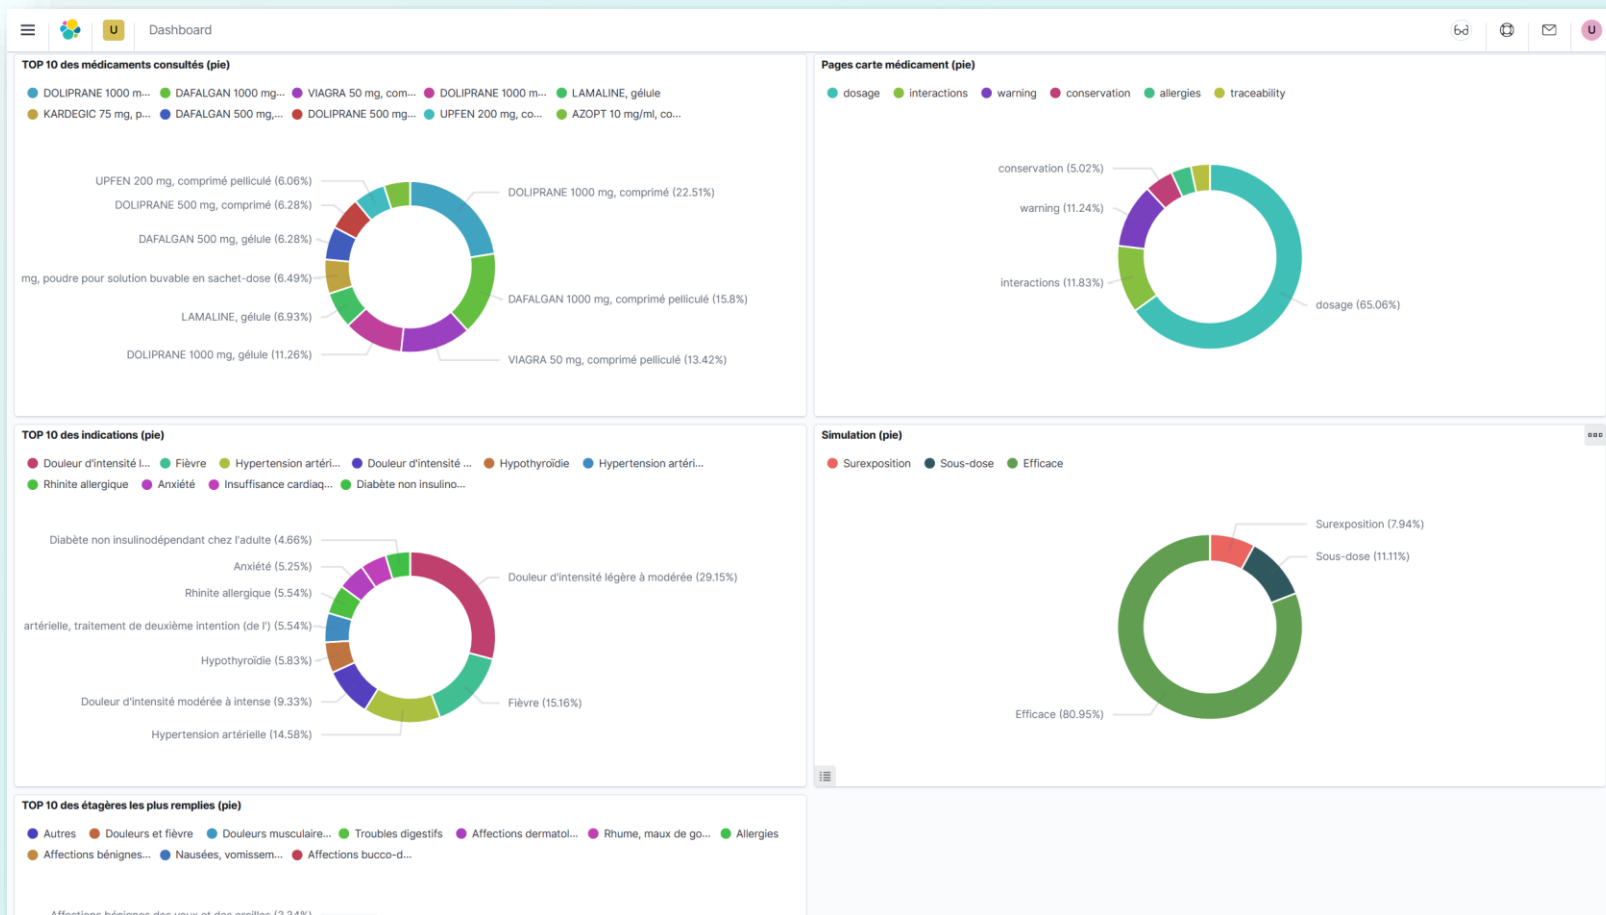 U
Dashboard
U
TOP 10 des médicaments consultés (pie)
DOLIPRANE 1000 m... DAFALGAN 1000 mg... VIAGRA 50 mg, com... DOLIPRANE 1000 m... LAMALINE, gélule
KARDEGIC 75 mg, p... DAFALGAN 500 mg,... DOLIPRANE 500 mg... UPFEN 200 mg, co... AZOPT 10 mg/ml, co...
UPFEN 200 mg, comprimé pelliculé (6.06%)
DOLIPRANE 1000 mg, comprimé (22.51%)
DOLIPRANE 500 mg, comprimé (6.28%)
DAFALGAN 500 mg, gélule (6.28%)
mg, poudre pour solution buvable en sachet-dose (6.49%)
DAFALGAN 1000 mg, comprimé pelliculé (15.8%)
LAMALINE, gélule (6.93%)
DOLIPRANE 1000 mg, gélule (11.26%)
VIAGRA 50 mg, comprimé pelliculé (13.42%)
Pages carte médicament (pie)
dosage interactions warning conservation allergies traceability
conservation (5.02%)
warning (11.24%)
interactions (11.83%)
dosage (65.06%)
TOP 10 des indications (pie)
Douleur d'intensité l... Fièvre Hypertension artéri... Douleur d'intensité ... Hypothyroïdie Hypertension artéri...
Rhinite allergique Anxiété Insuffisance cardiaq... Diabète non insulino...
Diabète non insulinodépendant chez l'adulte (4.66%)
Anxiété (5.25%)
Douleur d'intensité légère à modérée (29.15%)
Rhinite allergique (5.54%)
artérielle, traitement de deuxième intention (de l') (5.54%)
Hypothyroïdie (5.83%)
Douleur d'intensité modérée à intense (9.33%)
Fièvre (15.16%)
Hypertension artérielle (14.58%)
Simulation (pie)
Surexposition Sous-dose Efficace
Surexposition (7.94%)
Sous-dose (11.11%)
Efficace (80.95%)
TOP 10 des étagères les plus remplies (pie)
Autres Douleurs et fièvre Douleurs musculaire... Troubles digestifs Affections dermatol... Rhume, maux de go... Allergies
Affections bénignes... Nausées, vomissem... Affections bucco-d...
Affections bénignes des yeux et des oreilles (3.34%)